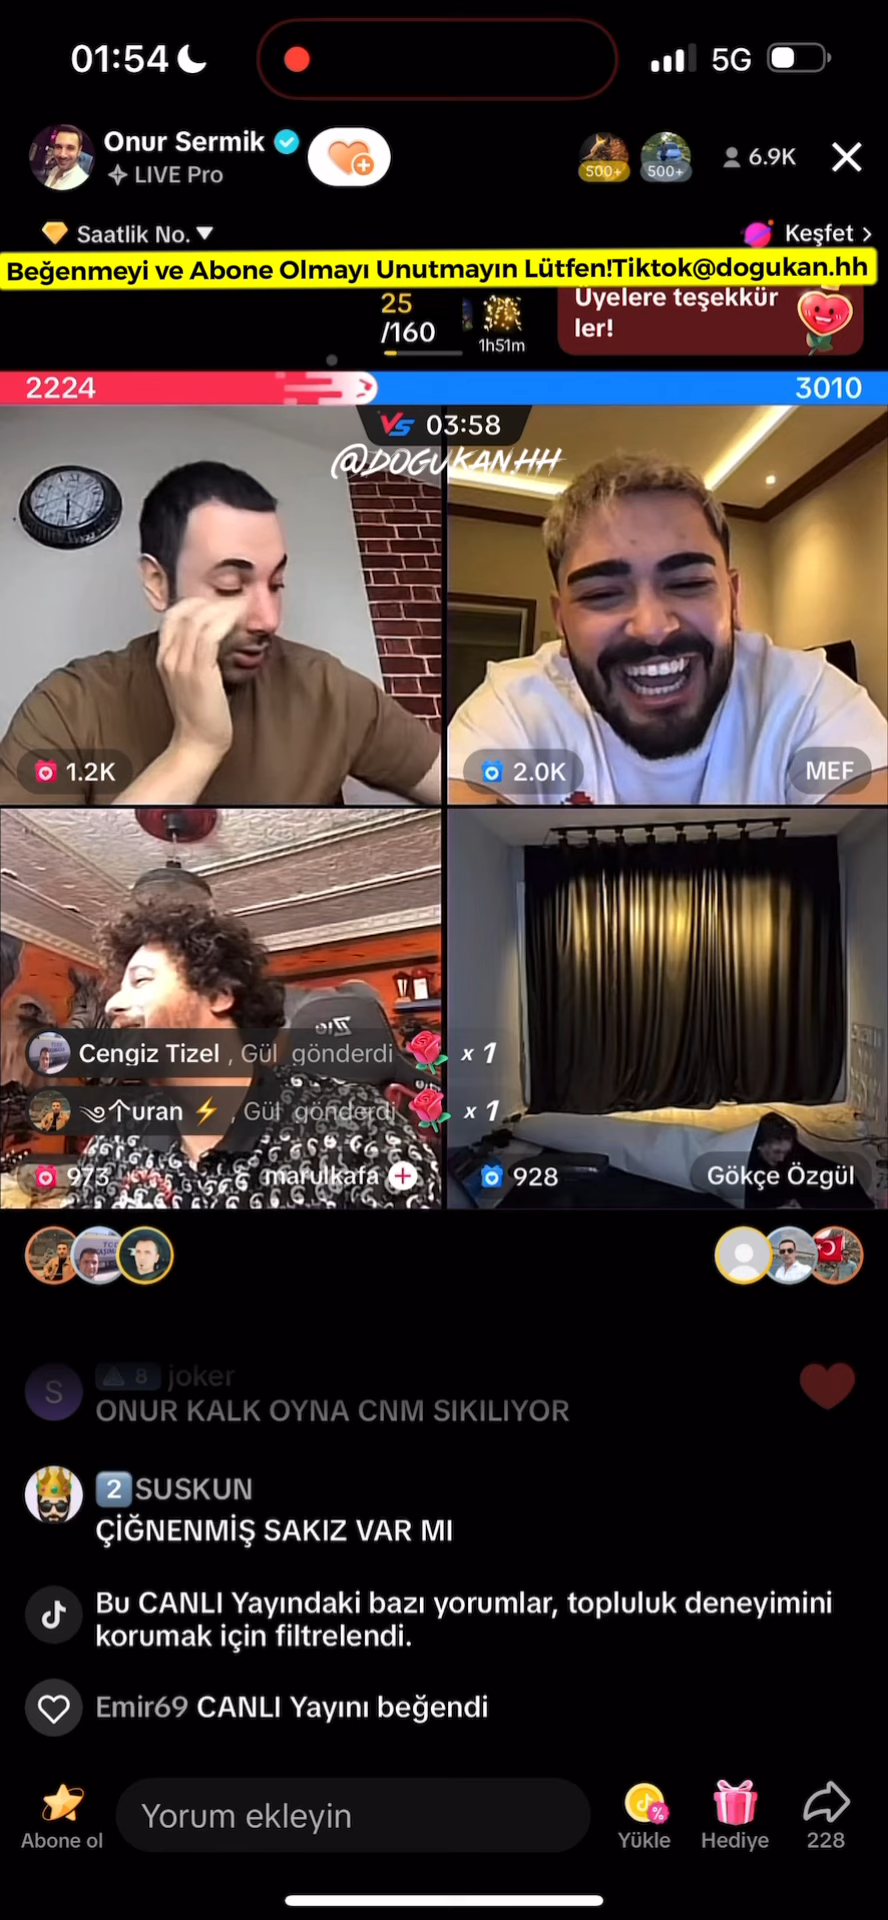 01:54
5G
Onur Sermik
LIVE Pro
500+
500+
6.9K
Saatlik No.
Keşfet
Beğenmeyi ve Abone Olmayı Unutmayın Lütfen!Tiktok@dogukan.hh
25
/160
1h51m
Üyelere teşekkür
ler!
2224
3010
VS 03:58
@DOGUKAN.HH
1.2K
2.0K
MEF
Cengiz Tizel , Gül gönderdi x 1
uran , Gül gönderdi x 1
973
marulkafa
928
Gökçe Özgül
S
8 joker
ONUR KALK OYNA CNM SIKILIYOR
2 SUSKUN
ÇİĞNENMİŞ SAKIZ VAR MI
Bu CANLI Yayındaki bazı yorumlar, topluluk deneyimini
korumak için filtrelendi.
Emir69 CANLI Yayını beğendi
Abone ol
Yorum ekleyin
Yükle
Hediye
228